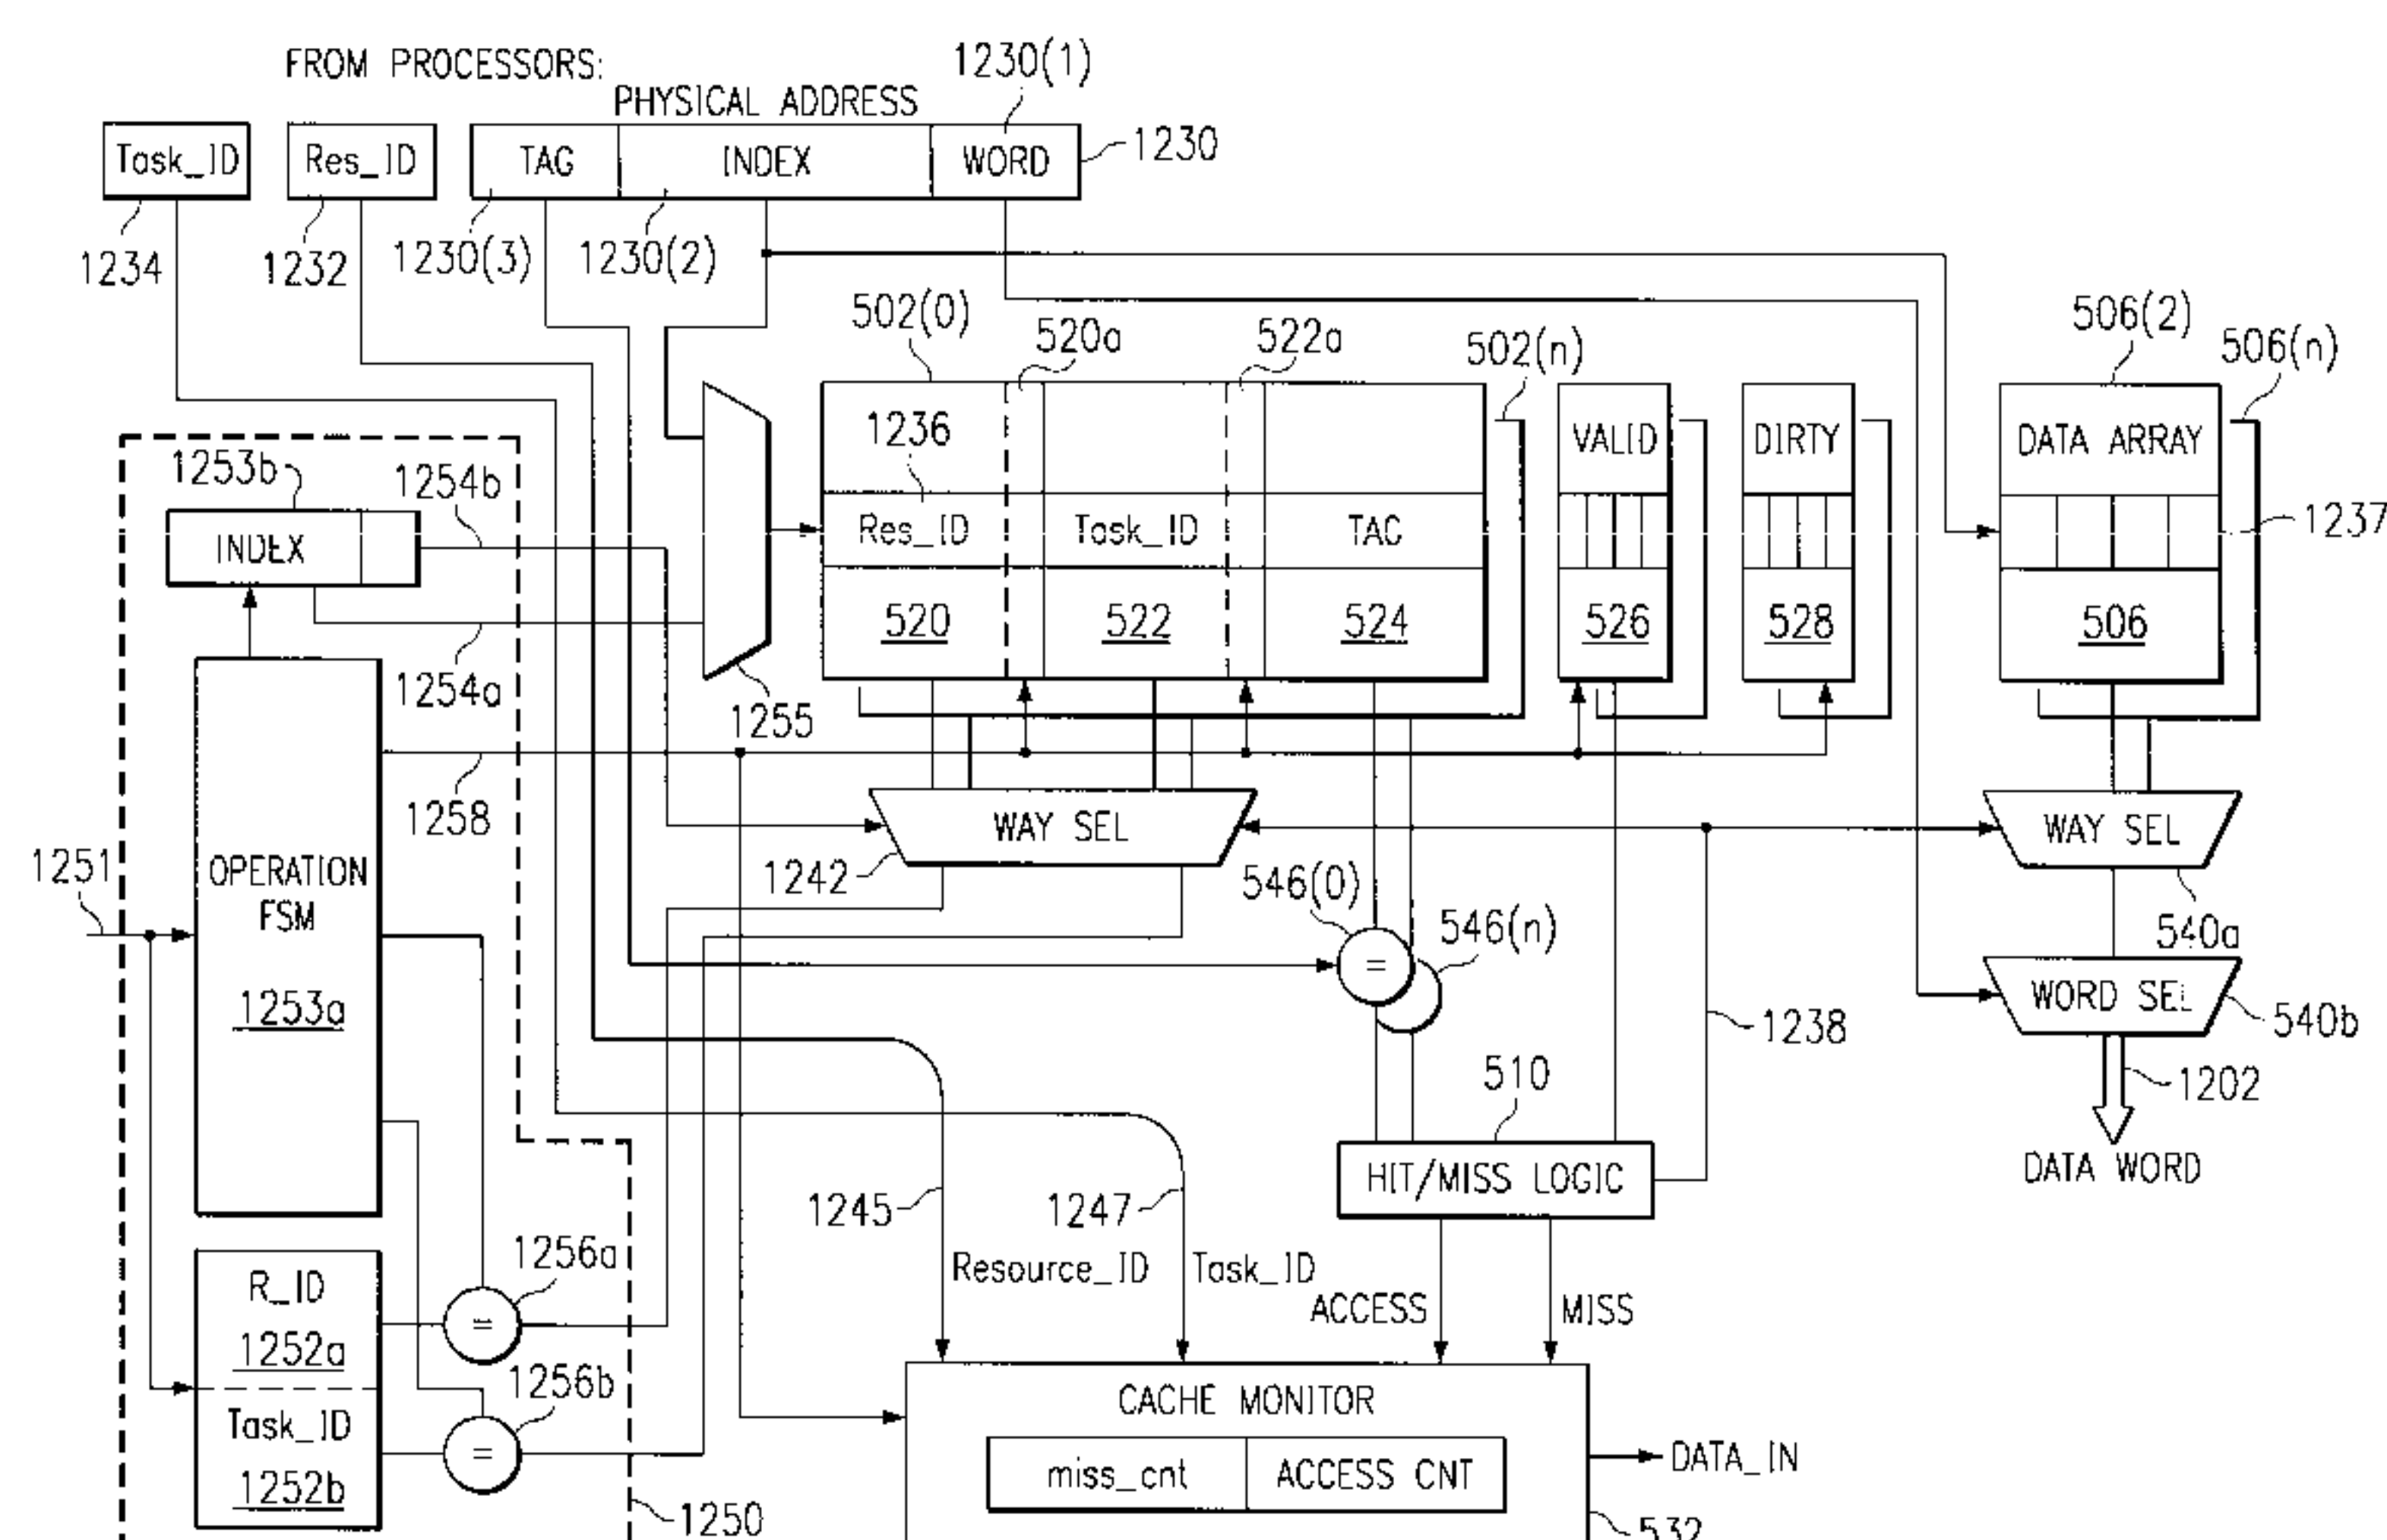 FROM PROCESSORS:
1230(1)
PHYSICAL ADDRESS
Task_ID
Res_ID
TAG
INDEX
WORD
1230
1234
1232
1230(3)
1230(2)
502(0)
520a
522a
502(n)
506(2)
506(n)
1253b
1254b
1236
VALID
DIRTY
DATA ARRAY
INDEX
Res_ID
Task_ID
TAG
1237
520
522
524
526
528
506
1254a
1255
1258
WAY SEL
WAY SEL
1251
OPERATION
FSM
1242
546(0)
546(n)
540a
1253a
WORD SEL
540b
1238
510
1202
HIT/MISS LOGIC
DATA WORD
1245
1247
1256a
Resource_ID
Task_ID
R_ID
ACCESS
MISS
1252a
1256b
CACHE MONITOR
Task_ID
miss_cnt
ACCESS CNT
DATA_IN
1252b
1250
532